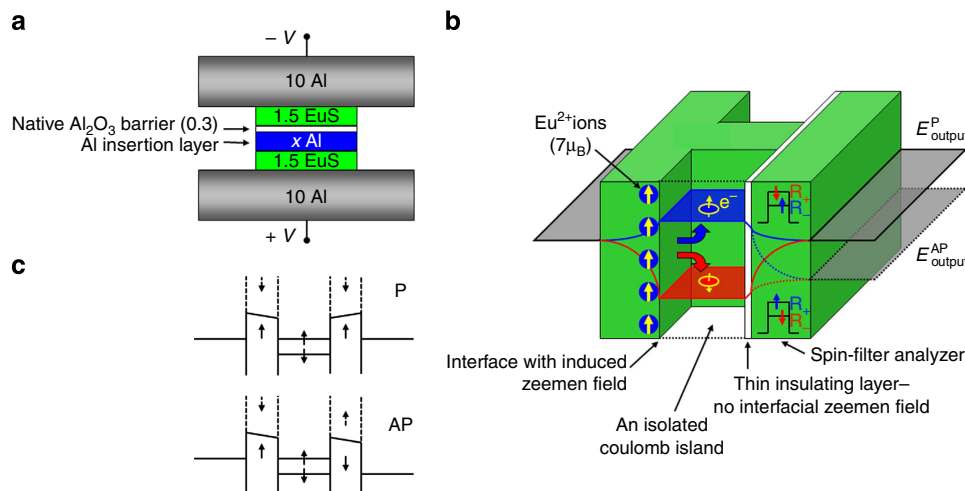 a
– V
10 Al
1.5 EuS
Native Al₂O₃ barrier (0.3)
Al insertion layer
x Al
1.5 EuS
10 Al
+ V
b
Eu²⁺ions
(7μB)
e⁻
R₊
R₋
E^P_output
E^AP_output
R₊
R₋
Interface with induced
zeemen field
An isolated
coulomb island
Thin insulating layer–
no interfacial zeemen field
Spin-filter analyzer
c
P
AP